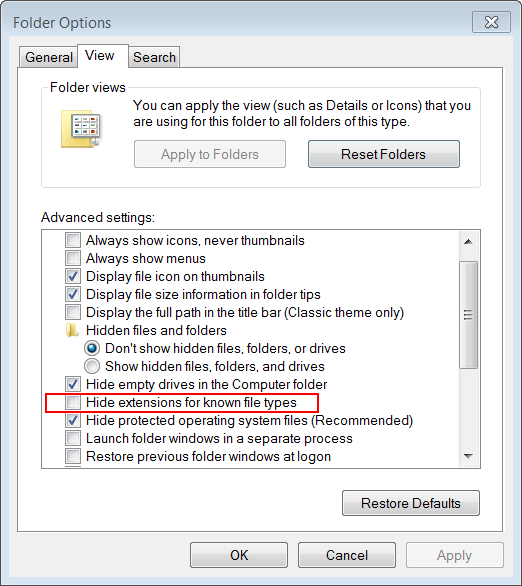 Folder Options
General View Search
Folder views
You can apply the view (such as Details or Icons) that you
are using for this folder to all folders of this type.
Apply to Folders Reset Folders
Advanced settings:
Always show icons, never thumbnails
Always show menus
Display file icon on thumbnails
Display file size information in folder tips
Display the full path in the title bar (Classic theme only)
Hidden files and folders
Don't show hidden files, folders, or drives
Show hidden files, folders, and drives
Hide empty drives in the Computer folder
Hide extensions for known file types
Hide protected operating system files (Recommended)
Launch folder windows in a separate process
Restore previous folder windows at logon
Restore Defaults
OK Cancel Apply